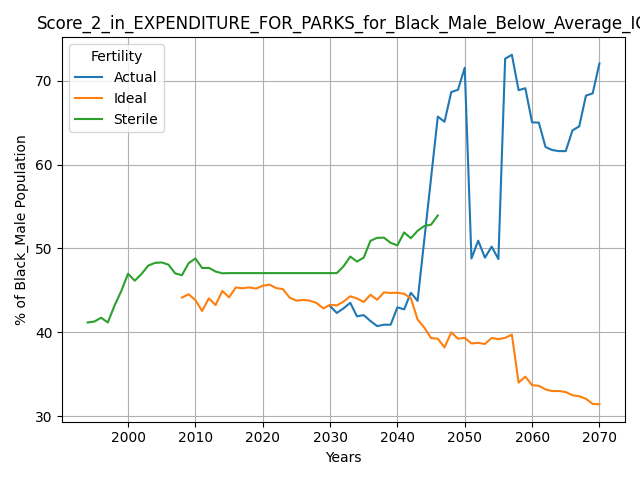 Score_2_in_EXPENDITURE_FOR_PARKS_for_Black_Male_Below_Average_IQ
Fertility
Actual
Ideal
Sterile
% of Black_Male Population
70
60
50
40
30
2000 2010 2020 2030 2040 2050 2060 2070
Years